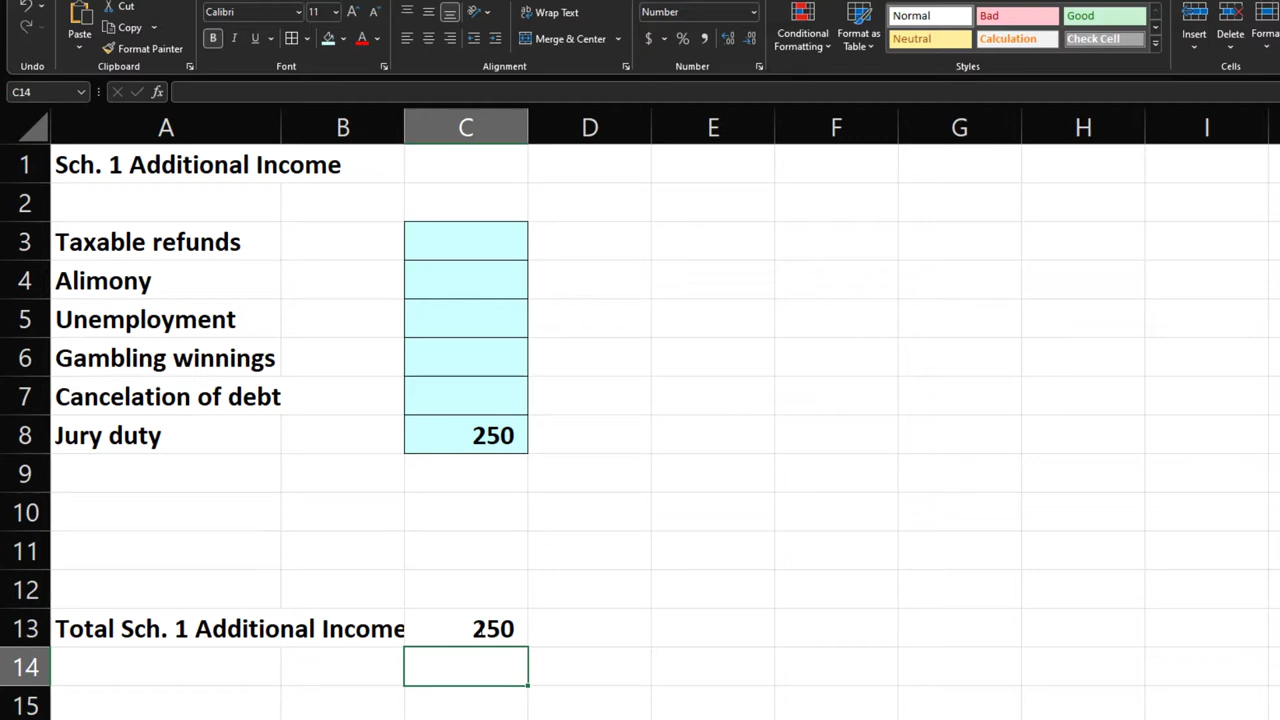 Cut
Copy
Paste
Format Painter
Undo
Clipboard
Calibri
11
A A
B I U A
Font
Wrap Text
Merge & Center
Alignment
Number
$ % ,
Number
Conditional Formatting
Format as Table
Normal
Bad
Good
Neutral
Calculation
Check Cell
Styles
Insert
Delete
Forma
Cells
C14
fx
A B C D E F G H I
1 Sch. 1 Additional Income
2
3 Taxable refunds
4 Alimony
5 Unemployment
6 Gambling winnings
7 Cancelation of debt
8 Jury duty 250
9
10
11
12
13 Total Sch. 1 Additional Income 250
14
15